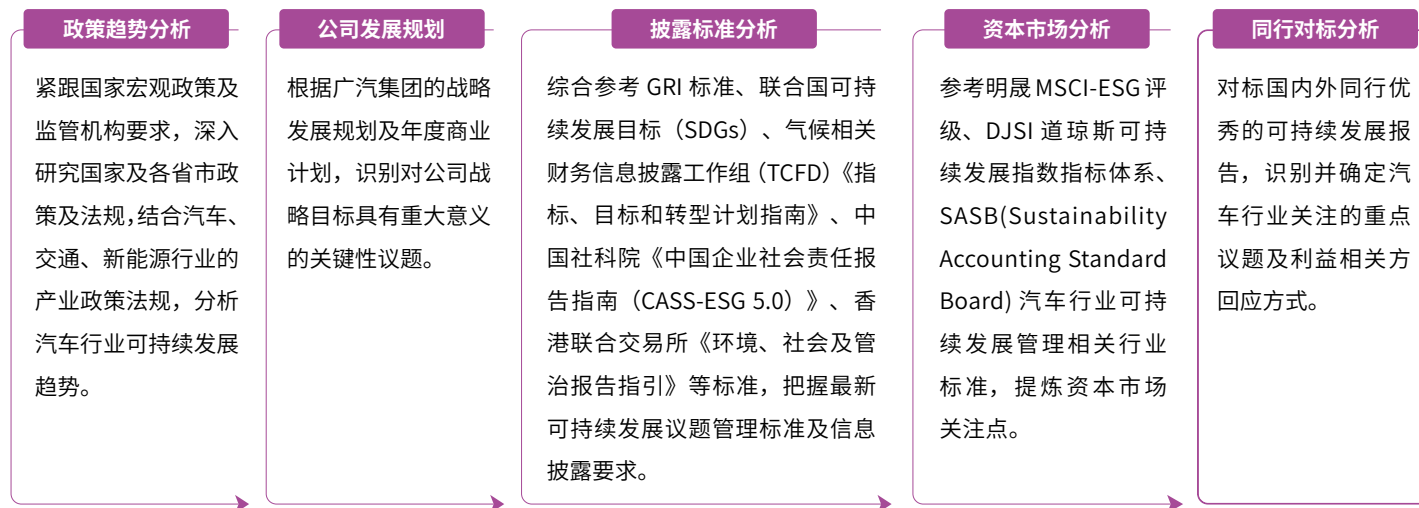 政策趋势分析
紧跟国家宏观政策及
监管机构要求，深入
研究国家及各省市政
策及法规，结合汽车、
交通、新能源行业的
产业政策法规，分析
汽车行业可持续发展
趋势。
公司发展规划
根据广汽集团的战略
发展规划及年度商业
计划，识别对公司战
略目标具有重大意义
的关键性议题。
披露标准分析
综合参考 GRI 标准、联合国可持
续发展目标（SDGs）、气候相关
财务信息披露工作组（TCFD）《指
标、目标和转型计划指南》、中
国社科院《中国企业社会责任报
告指南（CASS-ESG 5.0）》、香
港联合交易所《环境、社会及管
治报告指引》等标准，把握最新
可持续发展议题管理标准及信息
披露要求。
资本市场分析
参考明晟 MSCI-ESG 评
级、DJSI 道琼斯可持
续发展指数指标体系、
SASB(Sustainability
Accounting Standard
Board) 汽车行业可持
续发展管理相关行业
标准，提炼资本市场
关注点。
同行对标分析
对标国内外同行优
秀的可持续发展报
告，识别并确定汽
车行业关注的重点
议题及利益相关方
回应方式。